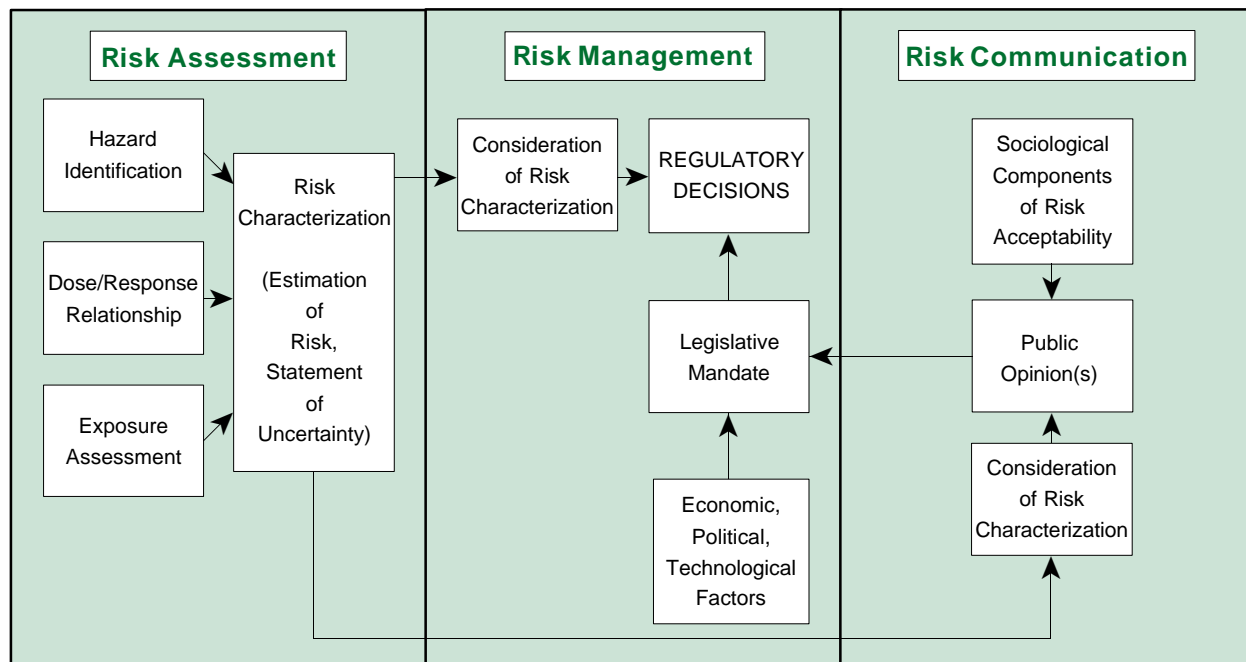 Risk Assessment
Hazard
Identification
Dose/Response
Relationship
Exposure
Assessment
Risk
Characterization
(Estimation
of
Risk,
Statement
of
Uncertainty)
Risk Management
Consideration
of Risk
Characterization
REGULATORY
DECISIONS
Legislative
Mandate
Economic,
Political,
Technological
Factors
Risk Communication
Sociological
Components
of Risk
Acceptability
Public
Opinion(s)
Consideration
of Risk
Characterization